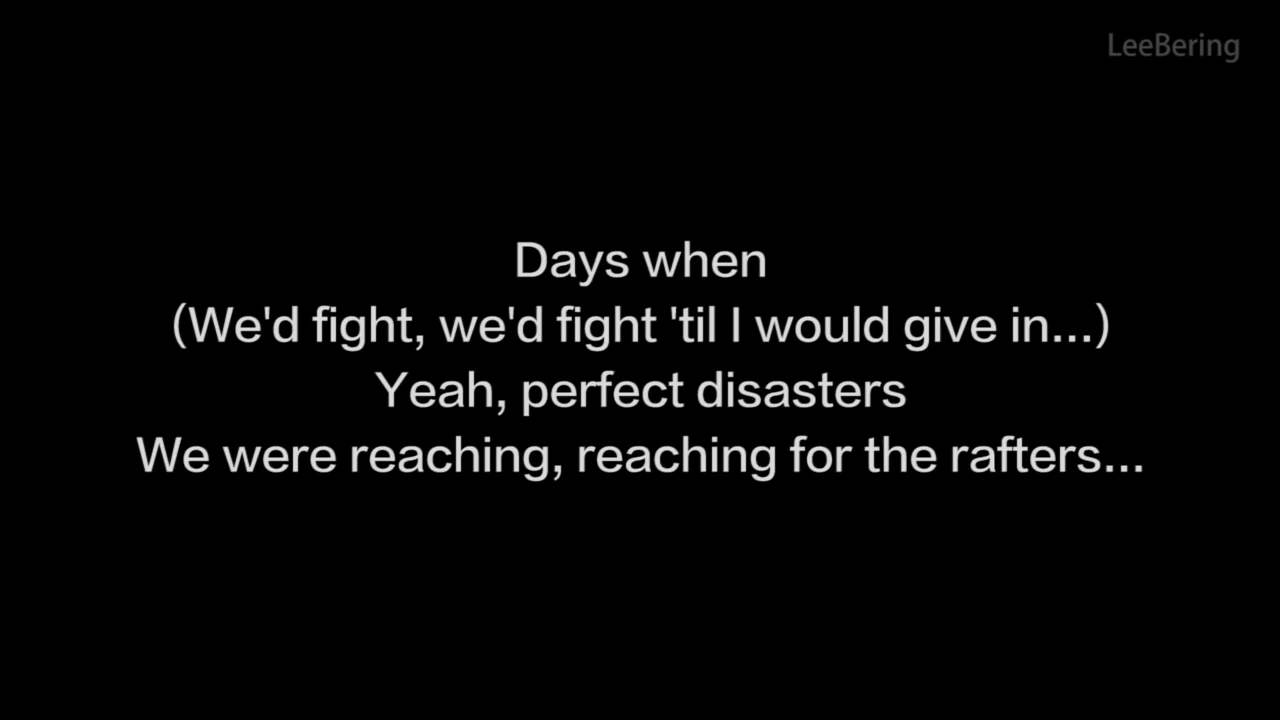 LeeBering
Days when
(We'd fight, we'd fight 'til I would give in...)
Yeah, perfect disasters
We were reaching, reaching for the rafters...